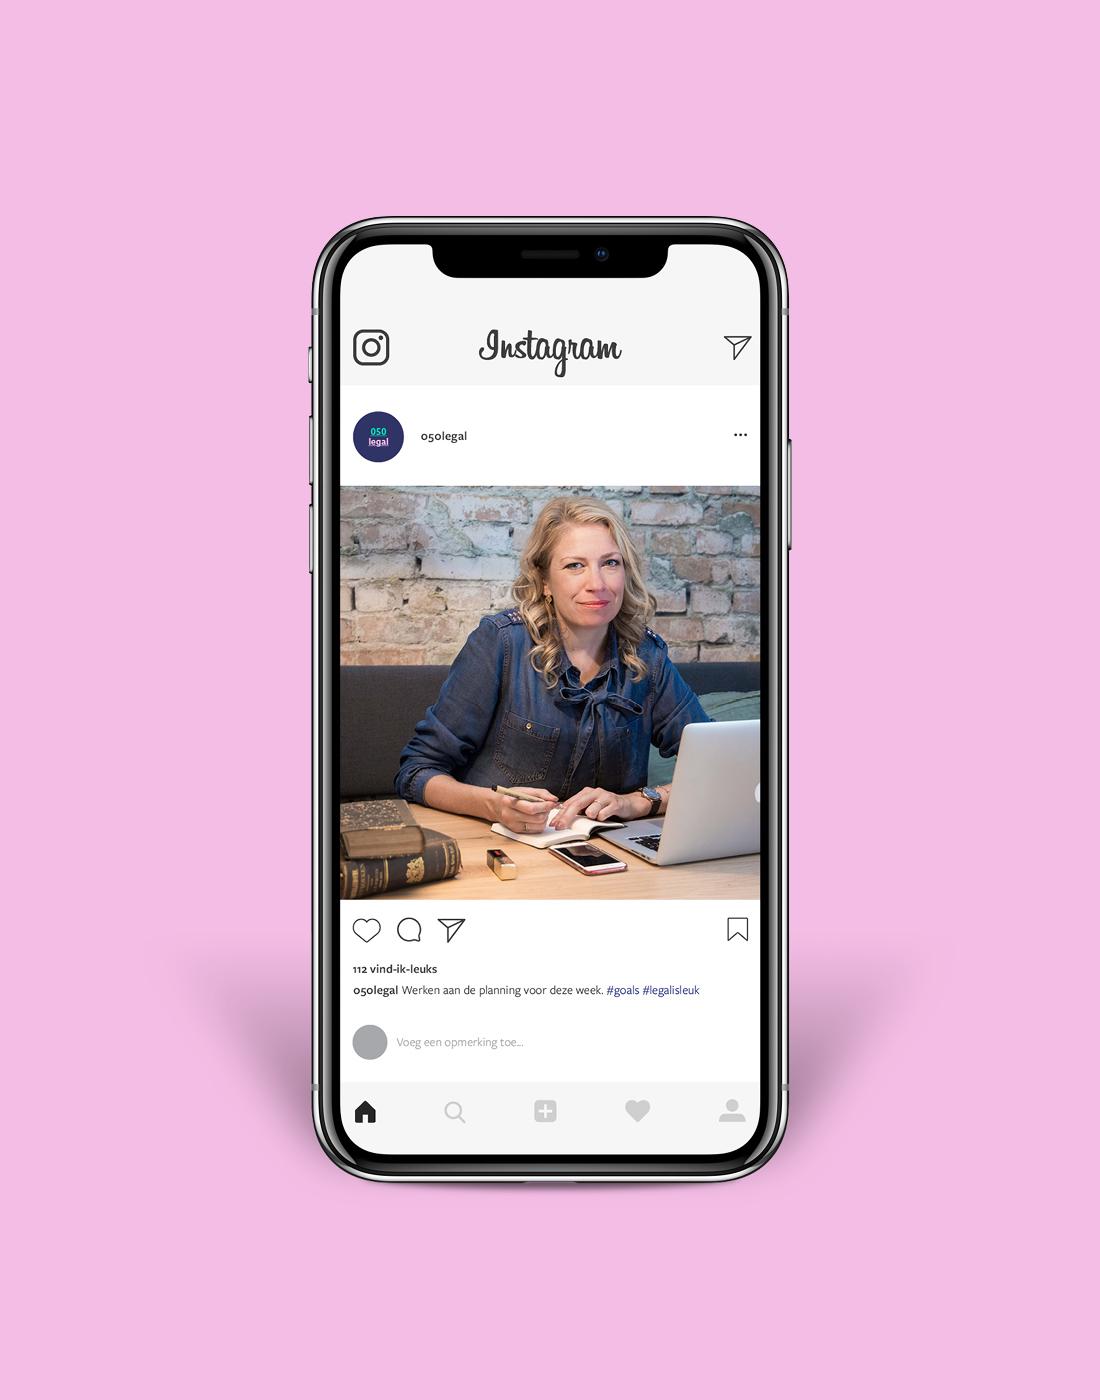 Instagram
050
legal
050legal
112 vind-ik-leuks
050legal Werken aan de planning voor deze week. #goals #legalisleuk
Voeg een opmerking toe...